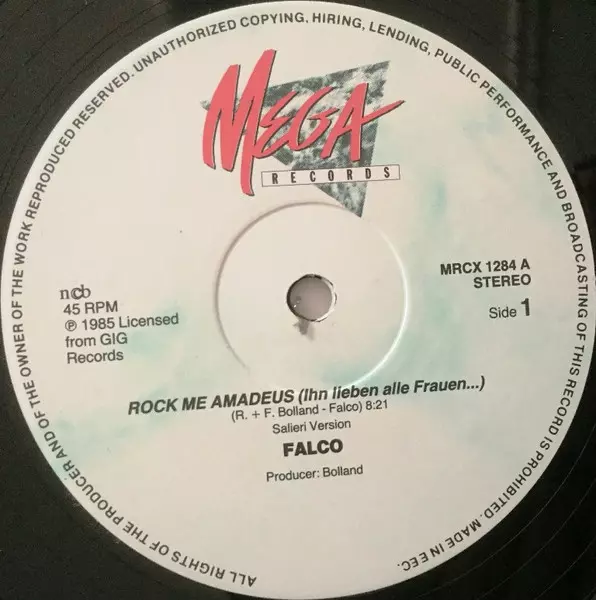 ALL RIGHTS OF THE PRODUCER AND OF THE OWNER OF THE WORK REPRODUCED RESERVED. UNAUTHORIZED COPYING, HIRING, LENDING, PUBLIC PERFORMANCE AND BROADCASTING OF THIS RECORD IS PROHIBITED. MADE IN EEC.
MEGA
RECORDS
ncb
45 RPM
℗ 1985 Licensed
from GIG
Records
MRCX 1284 A
STEREO
Side 1
ROCK ME AMADEUS (Ihn lieben alle Frauen...)
(R. + F. Bolland - Falco) 8:21
Salieri Version
FALCO
Producer: Bolland